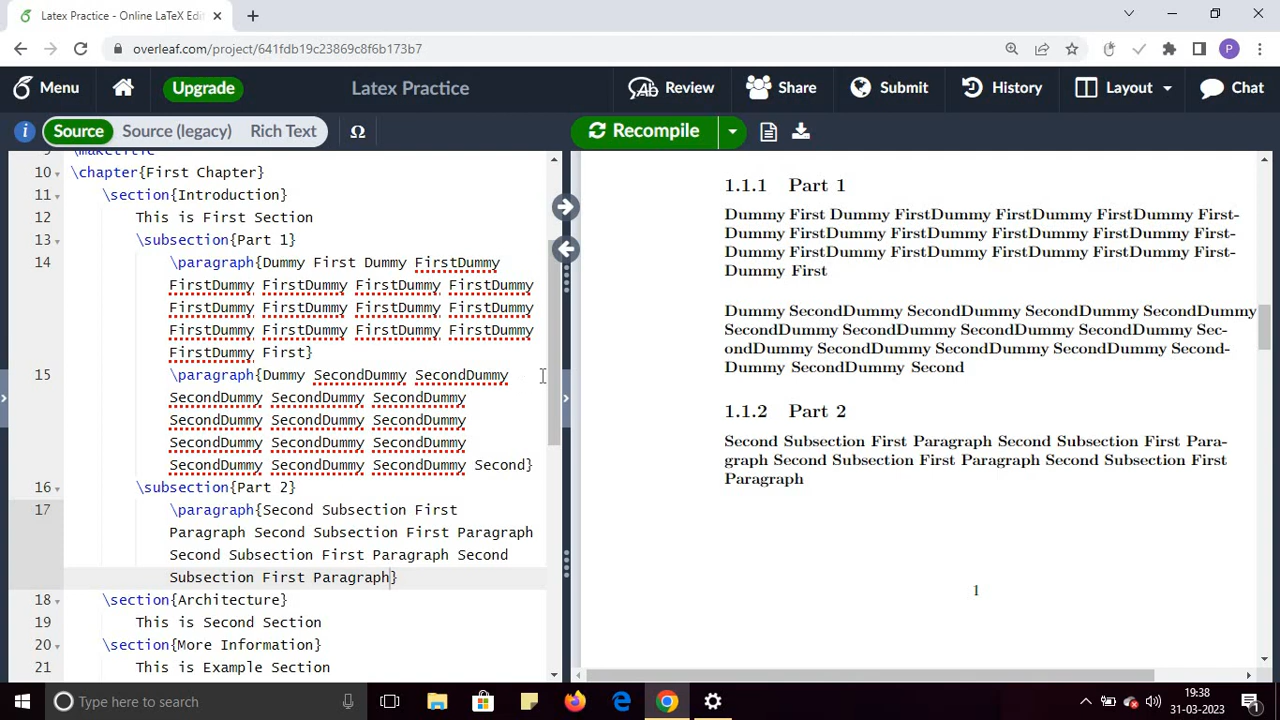 Latex Practice - Online LaTeX Edit
overleaf.com/project/641fdb19c23869c8f6b173b7
P
Menu
Upgrade
Latex Practice
Review
Share
Submit
History
Layout
Chat
i
Source
Source (legacy)
Rich Text
Ω
Recompile
\maketitle
10 \chapter{First Chapter}
11 \section{Introduction}
12 This is First Section
13 \subsection{Part 1}
14 \paragraph{Dummy First Dummy FirstDummy
FirstDummy FirstDummy FirstDummy FirstDummy
FirstDummy FirstDummy FirstDummy FirstDummy
FirstDummy FirstDummy FirstDummy FirstDummy
FirstDummy First}
15 \paragraph{Dummy SecondDummy SecondDummy
SecondDummy SecondDummy SecondDummy
SecondDummy SecondDummy SecondDummy
SecondDummy SecondDummy SecondDummy
SecondDummy SecondDummy SecondDummy Second}
16 \subsection{Part 2}
17 \paragraph{Second Subsection First
Paragraph Second Subsection First Paragraph
Second Subsection First Paragraph Second
Subsection First Paragraph}
18 \section{Architecture}
19 This is Second Section
20 \section{More Information}
21 This is Example Section
1.1.1 Part 1
Dummy First Dummy FirstDummy FirstDummy FirstDummy First-
Dummy FirstDummy FirstDummy FirstDummy FirstDummy First-
Dummy FirstDummy FirstDummy FirstDummy FirstDummy First-
Dummy First
Dummy SecondDummy SecondDummy SecondDummy SecondDummy
SecondDummy SecondDummy SecondDummy SecondDummy Sec-
ondDummy SecondDummy SecondDummy SecondDummy Second-
Dummy SecondDummy Second
1.1.2 Part 2
Second Subsection First Paragraph Second Subsection First Para-
graph Second Subsection First Paragraph Second Subsection First
Paragraph
1
Type here to search
19:38
31-03-2023
1